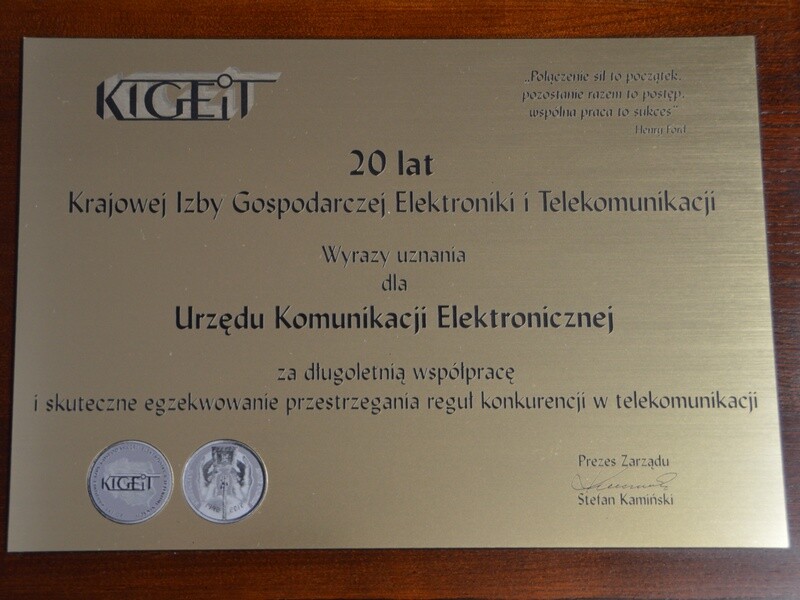 KIGEiT
„Połączenie sił to początek,
pozostanie razem to postęp,
wspólna praca to sukces”
Henry Ford
20 lat
Krajowej Izby Gospodarczej Elektroniki i Telekomunikacji
Wyrazy uznania
dla
Urzędu Komunikacji Elektronicznej
za długoletnią współpracę
i skuteczne egzekwowanie przestrzegania reguł konkurencji w telekomunikacji
KIGEiT
Prezes Zarządu
Stefan Kamiński